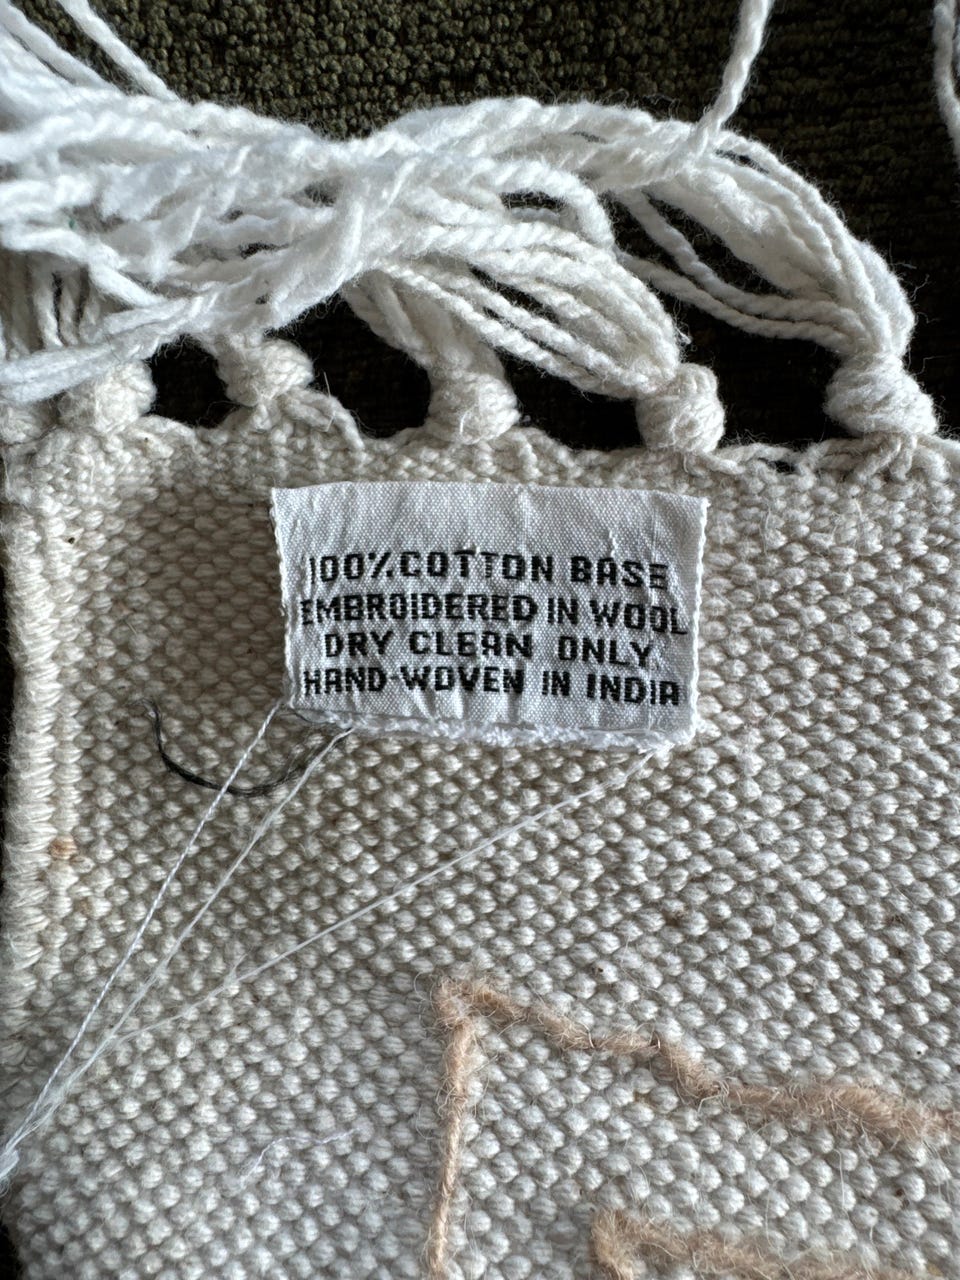 100% COTTON BASE
EMBROIDERED IN WOOL
DRY CLEAN ONLY
HAND-WOVEN IN INDIA